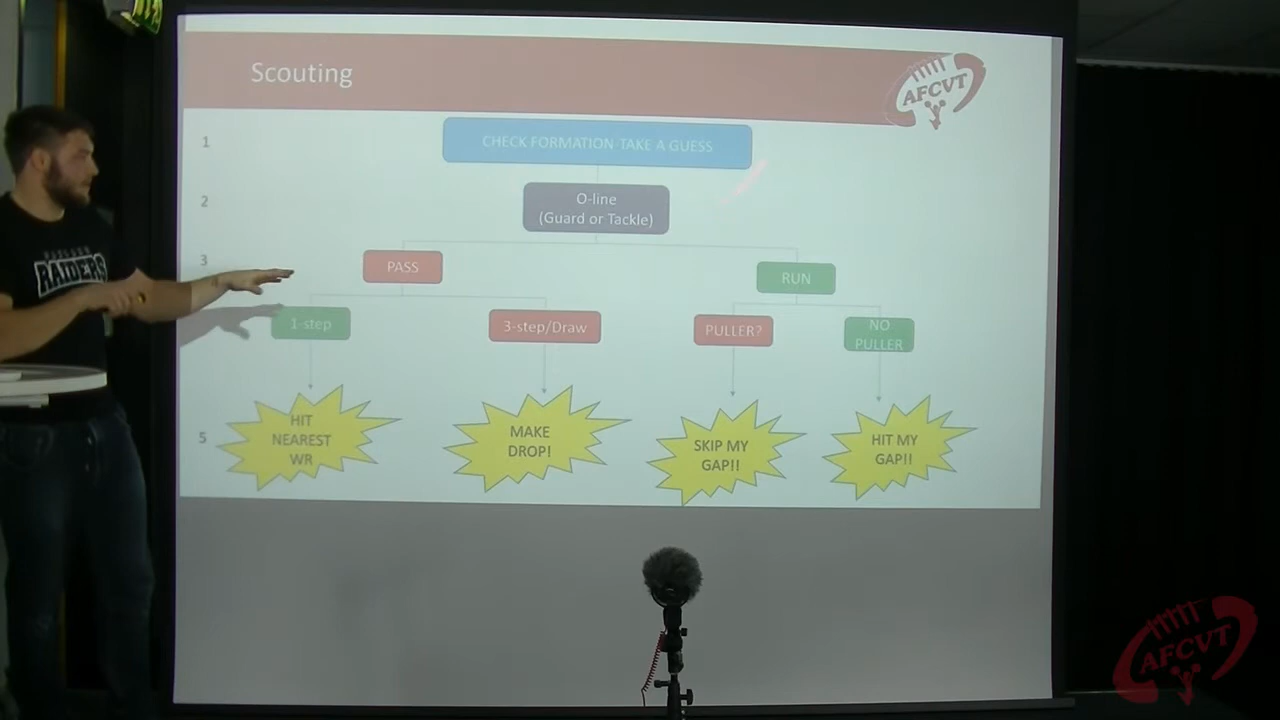 Scouting
AFCVT
1
CHECK FORMATION-TAKE A GUESS
2
O-line
(Guard or Tackle)
3
PASS
RUN
1-step
3-step/Draw
PULLER?
NO
PULLER
5
HIT
NEAREST
WR
MAKE
DROP!
SKIP MY
GAP!!
HIT MY
GAP!!
RAIDERS
AFCVT